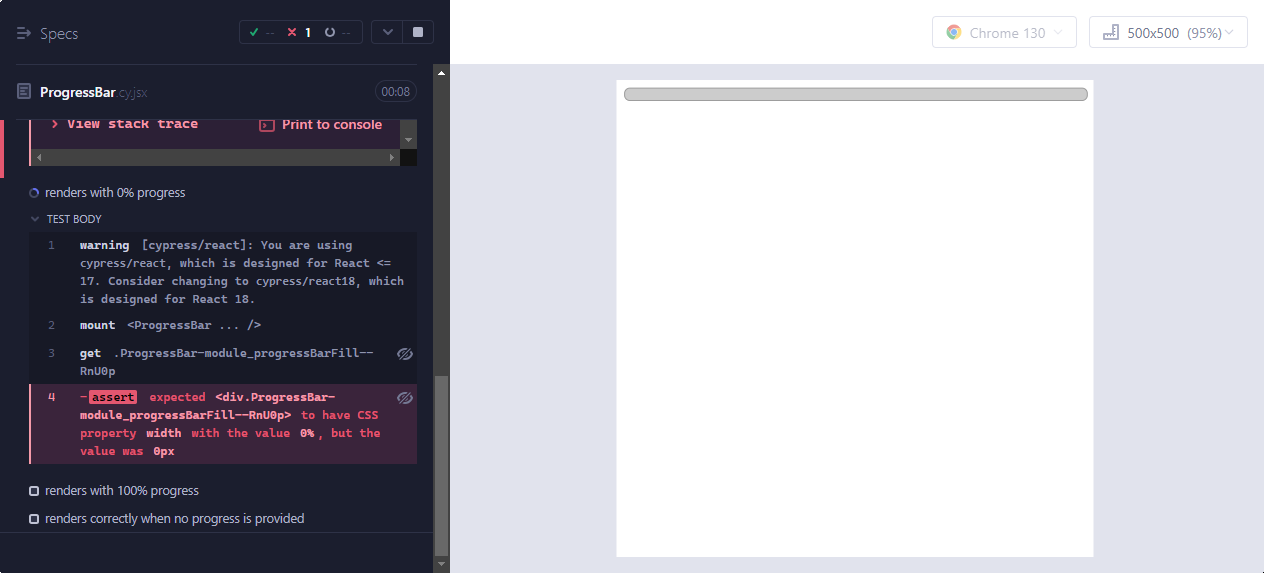 Specs
-- 1 --
Chrome 130
500x500 (95%)
ProgressBar.cy.jsx
00:08
View stack trace
Print to console
renders with 0% progress
TEST BODY
1 warning [cypress/react]: You are using
cypress/react, which is designed for React <=
17. Consider changing to cypress/react18, which
is designed for React 18.
2 mount <ProgressBar ... />
3 get .ProgressBar-module_progressBarFill--
RnU0p
4 -assert expected <div.ProgressBar-
module_progressBarFill--RnU0p> to have CSS
property width with the value 0%, but the
value was 0px
renders with 100% progress
renders correctly when no progress is provided